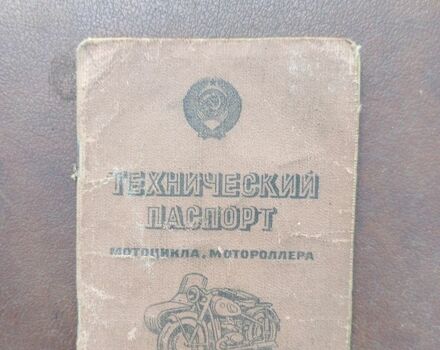 ТЕХНИЧЕСКИЙ
ПАСПОРТ
МОТОЦИКЛА, МОТОРОЛЛЕРА